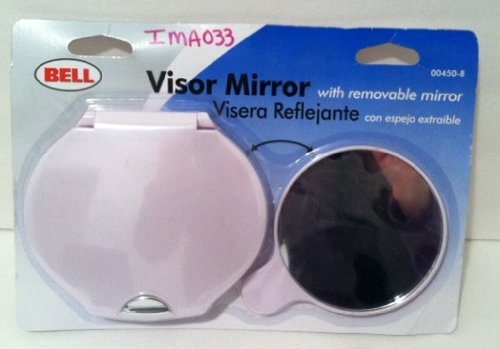 IMA033
BELL
00450-8
Visor Mirror with removable mirror
Visera Reflejante con espejo extraíble